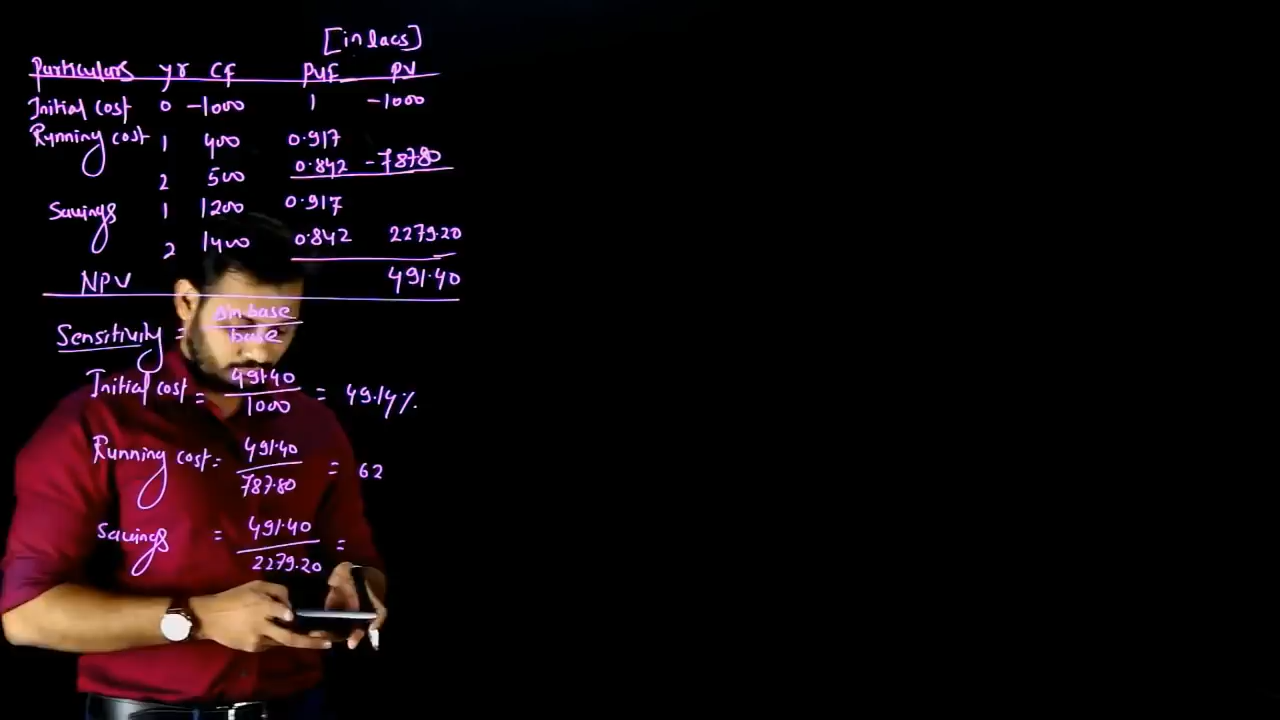 [in lacs]
Particulars yr Cf Pvf PV
Initial cost 0 -1000 1 -1000
Running cost 1 400 0.917
2 500 0.842 -787.80
Savings 1 1200 0.917
2 1400 0.842 2279.20
NPV 491.40
Sensitivity = Δ in base / base
Initial cost = 491.40 / 1000 = 49.14%
Running cost = 491.40 / 787.80 = 62
Savings = 491.40 / 2279.20 =